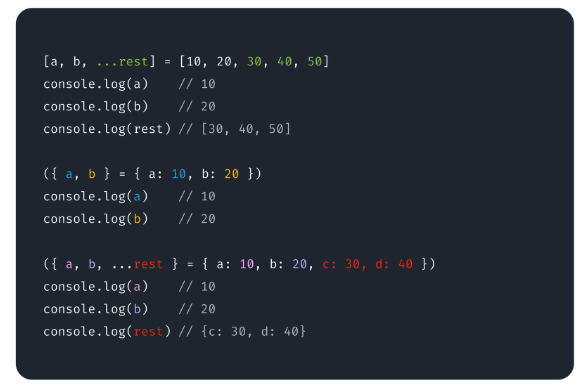 [a, b, ...rest] = [10, 20, 30, 40, 50]
console.log(a)    // 10
console.log(b)    // 20
console.log(rest) // [30, 40, 50]
({ a, b } = { a: 10, b: 20 })
console.log(a)    // 10
console.log(b)    // 20
({ a, b, ...rest } = { a: 10, b: 20, c: 30, d: 40 })
console.log(a)    // 10
console.log(b)    // 20
console.log(rest) // {c: 30, d: 40}